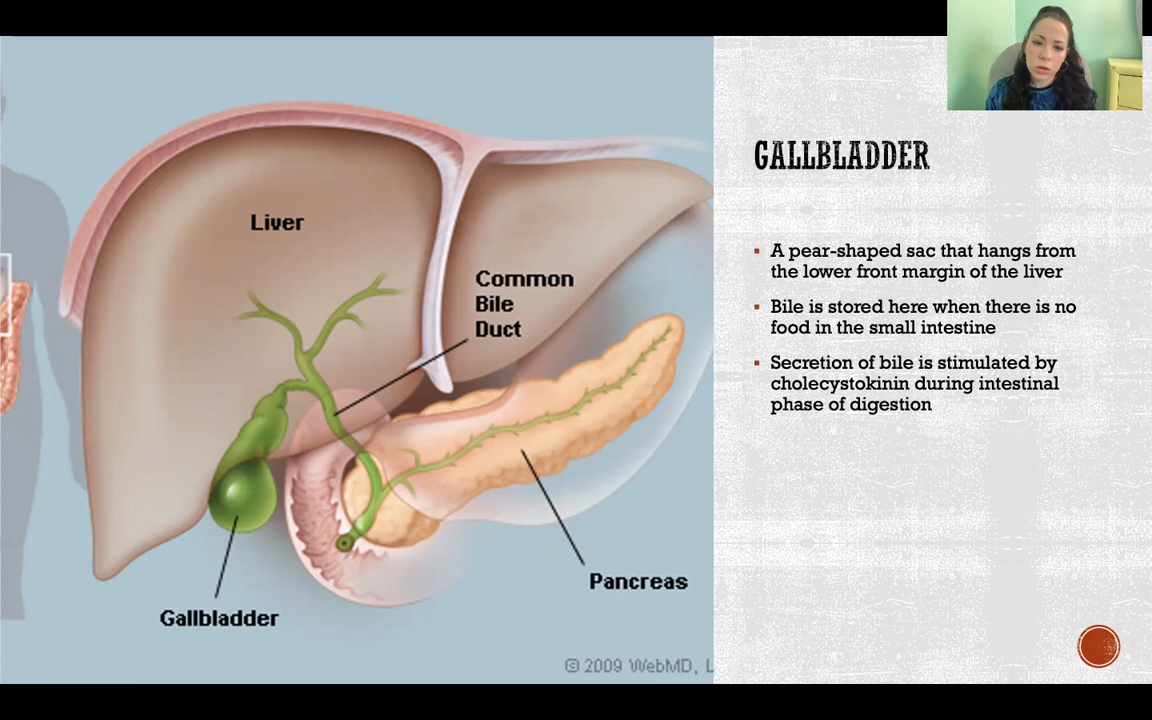 Liver
Common
Bile
Duct
Pancreas
Gallbladder
© 2009 WebMD, L
GALLBLADDER
A pear-shaped sac that hangs from
the lower front margin of the liver
Bile is stored here when there is no
food in the small intestine
Secretion of bile is stimulated by
cholecystokinin during intestinal
phase of digestion